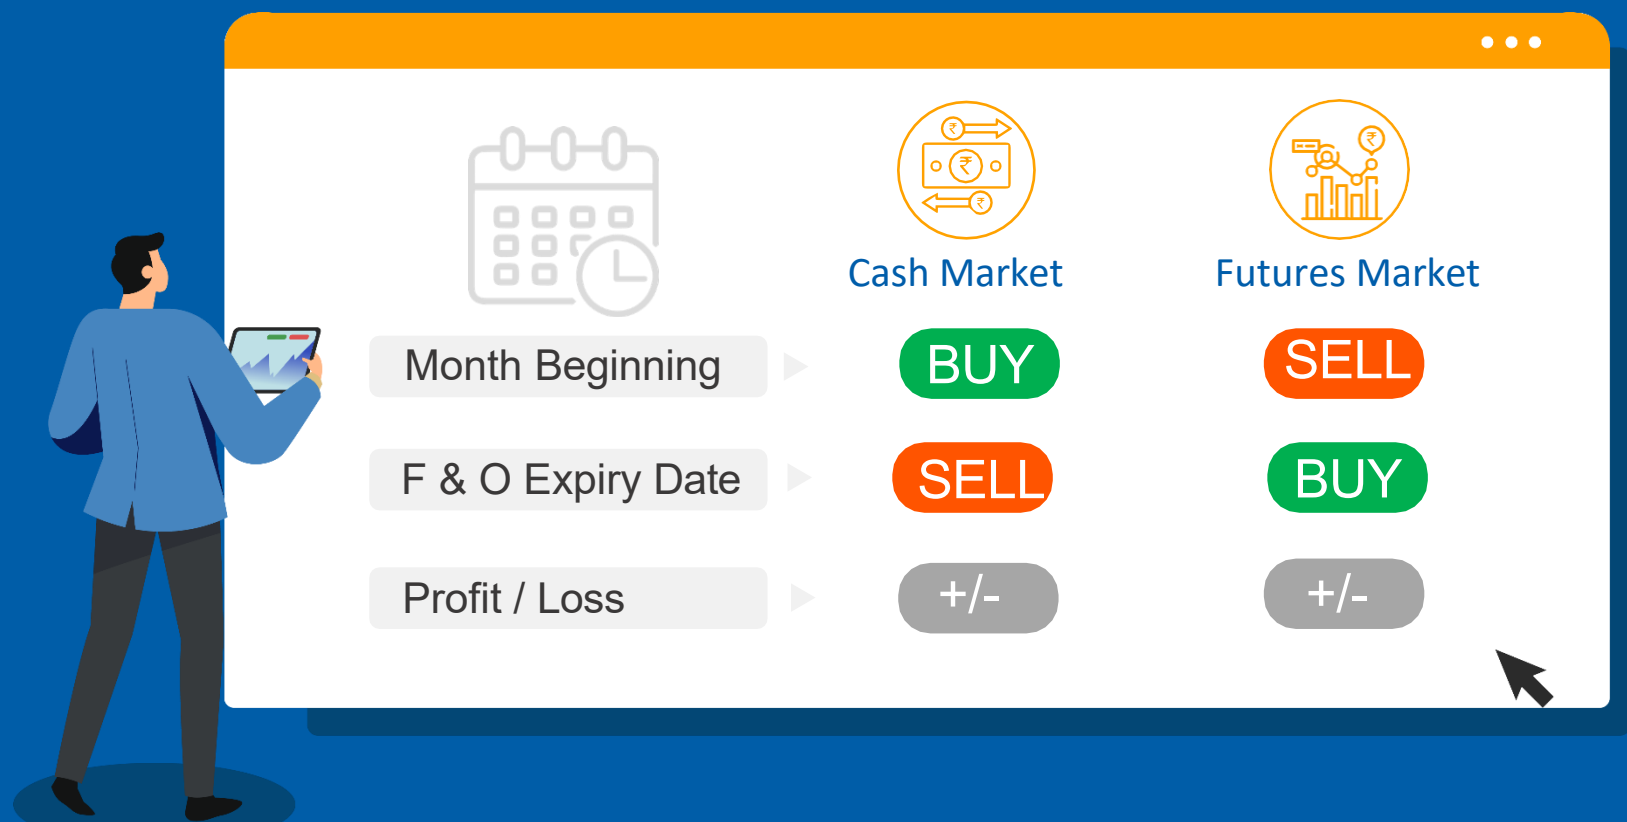 Cash Market
Futures Market
Month Beginning
BUY
SELL
F & O Expiry Date
SELL
BUY
Profit / Loss
+/-
+/-